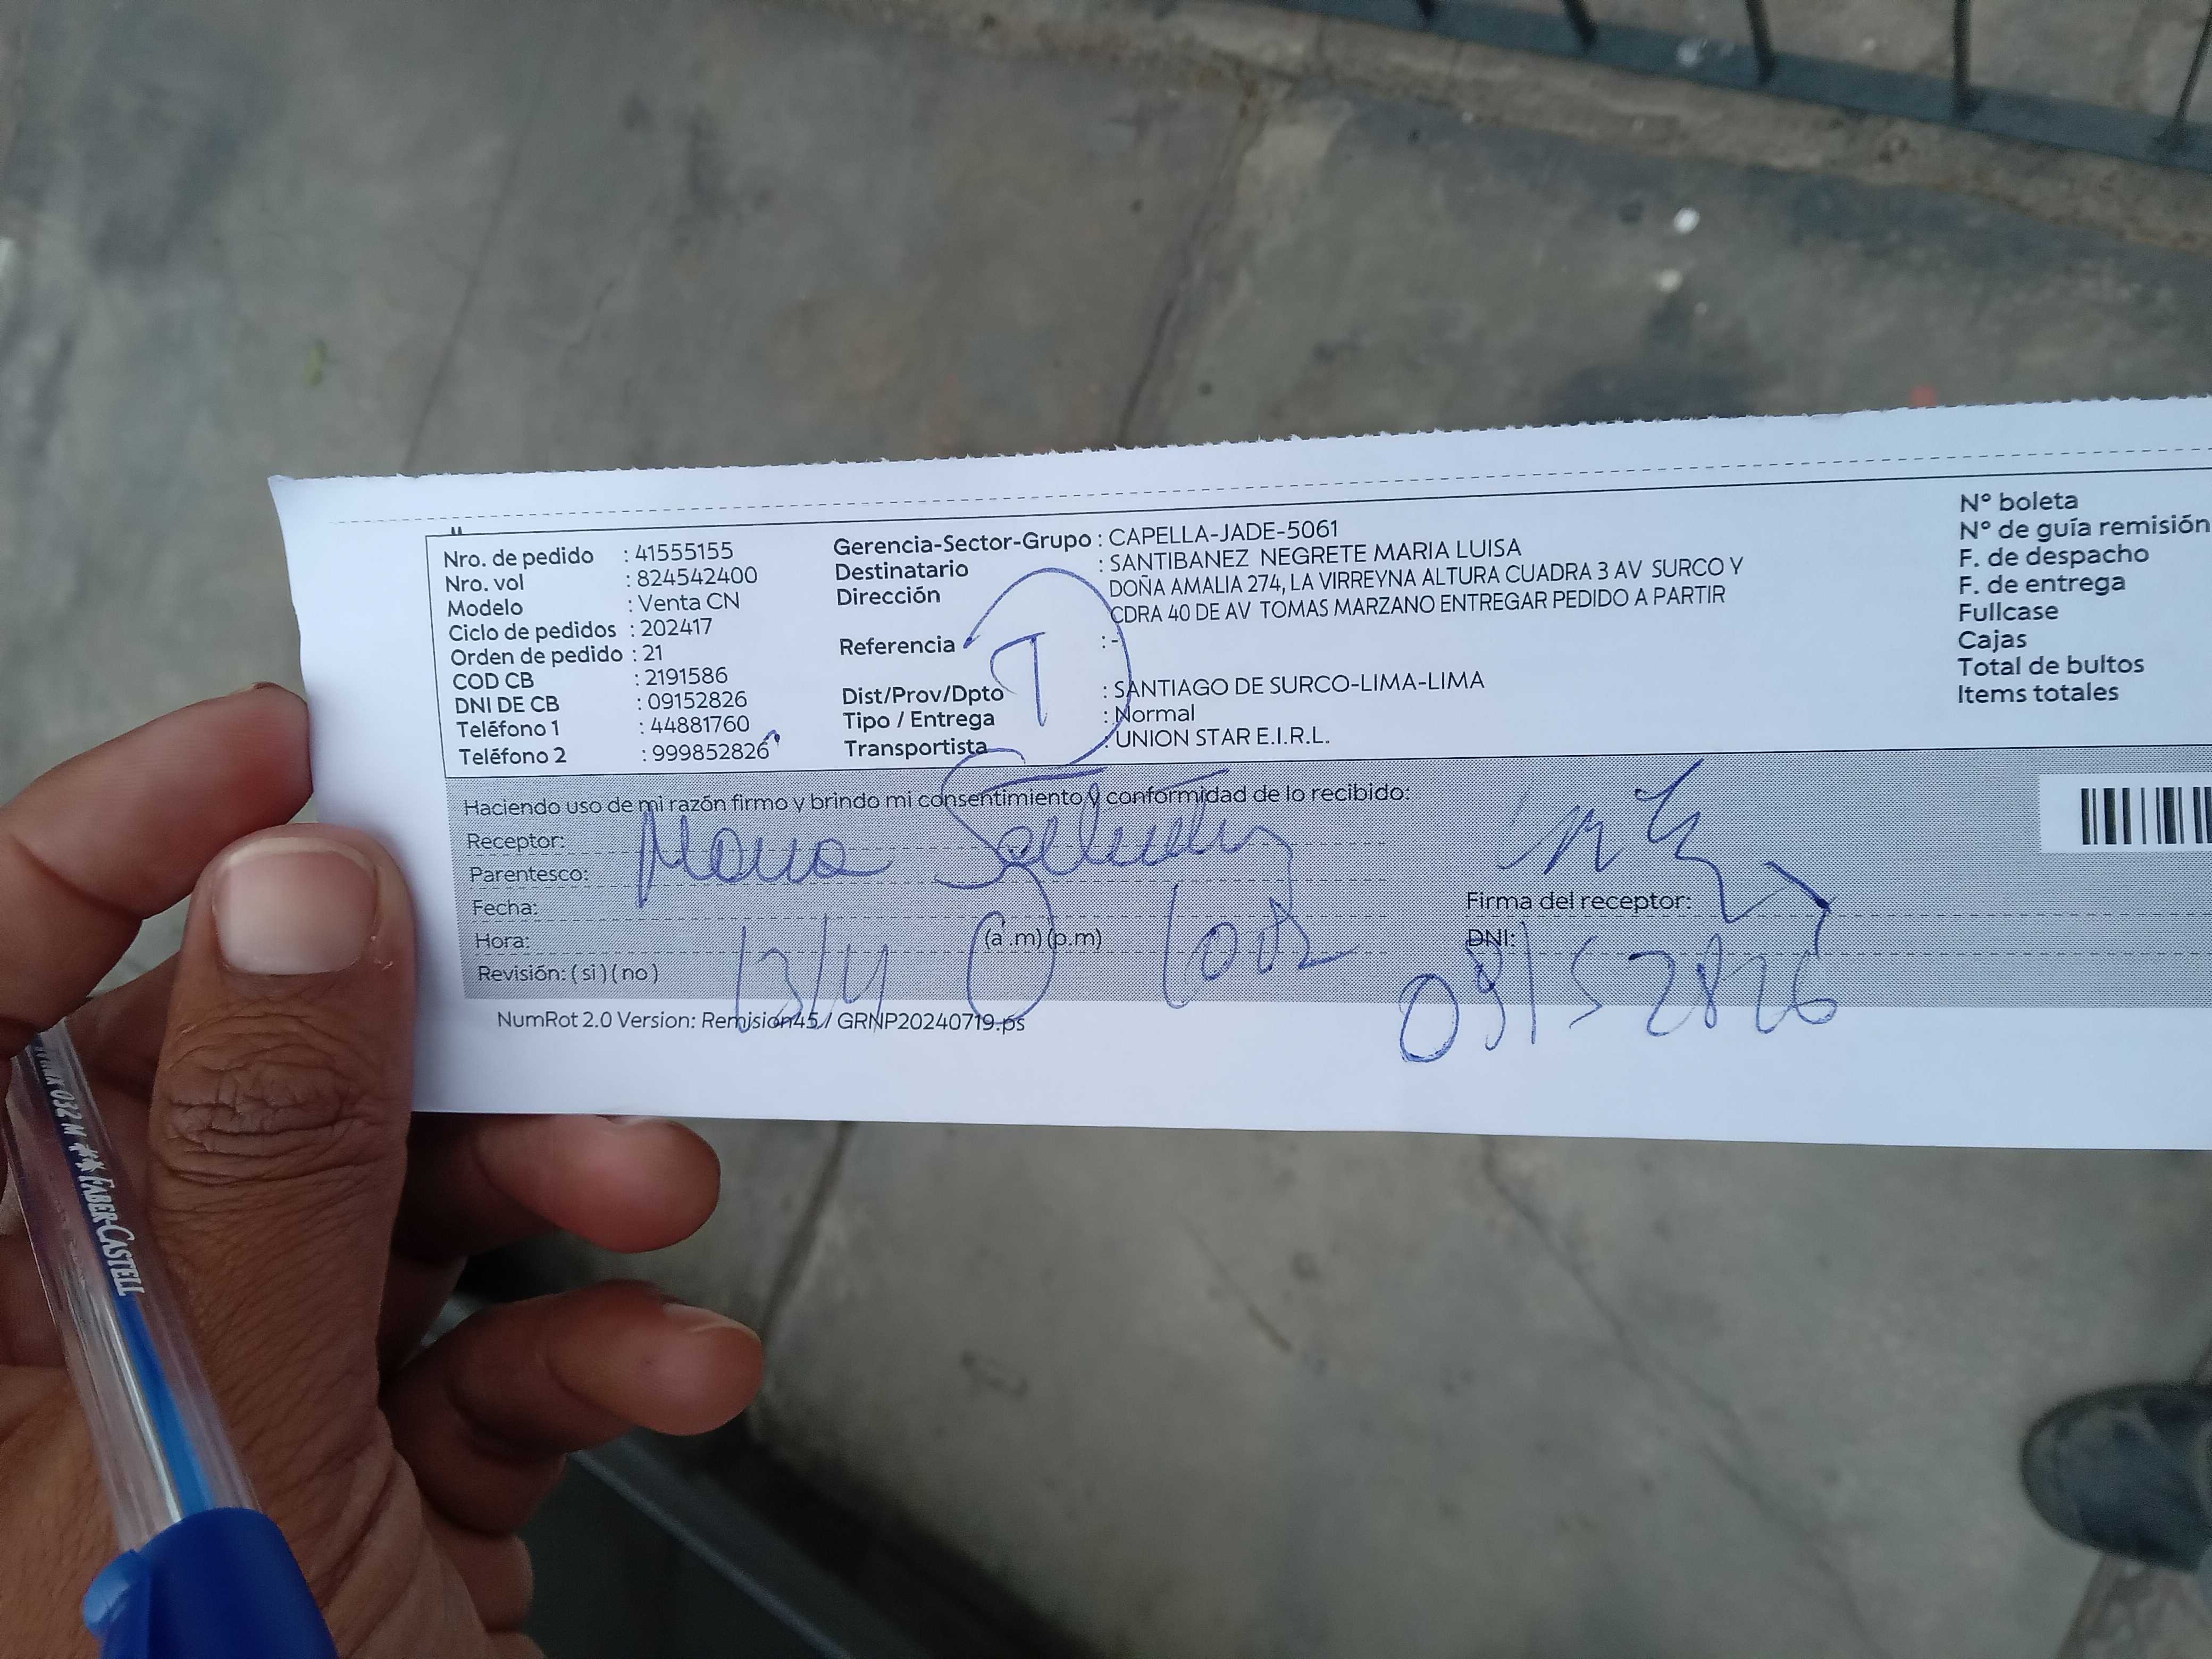 Nro. de pedido : 41555155
Nro. vol : 824542400
Modelo : Venta CN
Ciclo de pedidos : 202417
Orden de pedido : 21
COD CB : 2191586
DNI DE CB : 09152826
Teléfono 1 : 44881760
Teléfono 2 : 999852826
Gerencia-Sector-Grupo : CAPELLA-JADE-5061
Destinatario : SANTIBANEZ NEGRETE MARIA LUISA
Dirección DOÑA AMALIA 274, LA VIRREYNA ALTURA CUADRA 3 AV SURCO Y
CDRA 40 DE AV TOMAS MARZANO ENTREGAR PEDIDO A PARTIR
Referencia : -
Dist/Prov/Dpto : SANTIAGO DE SURCO-LIMA-LIMA
Tipo / Entrega : Normal
Transportista : UNION STAR E.I.R.L.
Nº boleta
Nº de guía remisión
F. de despacho
F. de entrega
Fullcase
Cajas
Total de bultos
Items totales
Haciendo uso de mi razón firmo y brindo mi consentimiento y conformidad de lo recibido:
Receptor:
Parentesco: Maria
Fecha:
Hora: (a.m) (p.m)
Revisión: ( si ) ( no )
Firma del receptor:
DNI: 09152826
NumRot 2.0 Version: Remision45 / GRNP20240719.ps
032 M FABER-CASTELL